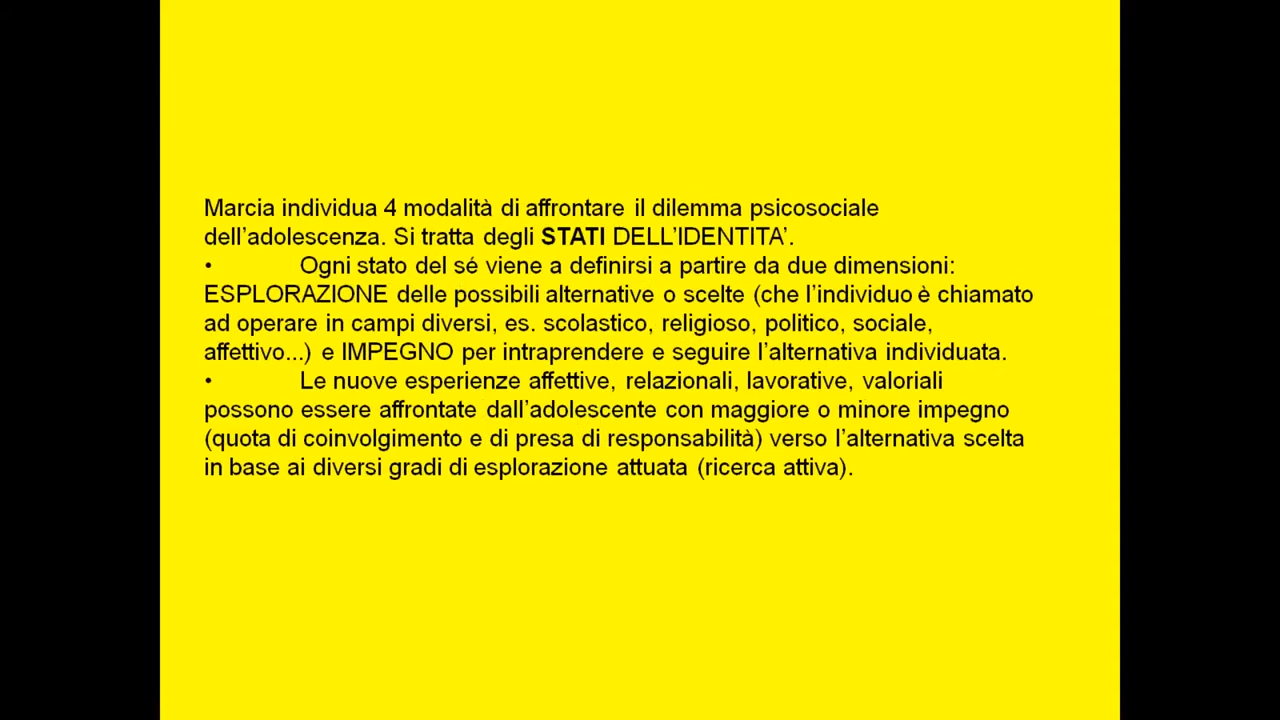 Marcia individua 4 modalità di affrontare il dilemma psicosociale
dell’adolescenza. Si tratta degli STATI DELL’IDENTITA’.
• Ogni stato del sé viene a definirsi a partire da due dimensioni:
ESPLORAZIONE delle possibili alternative o scelte (che l’individuo è chiamato
ad operare in campi diversi, es. scolastico, religioso, politico, sociale,
affettivo...) e IMPEGNO per intraprendere e seguire l’alternativa individuata.
• Le nuove esperienze affettive, relazionali, lavorative, valoriali
possono essere affrontate dall’adolescente con maggiore o minore impegno
(quota di coinvolgimento e di presa di responsabilità) verso l’alternativa scelta
in base ai diversi gradi di esplorazione attuata (ricerca attiva).